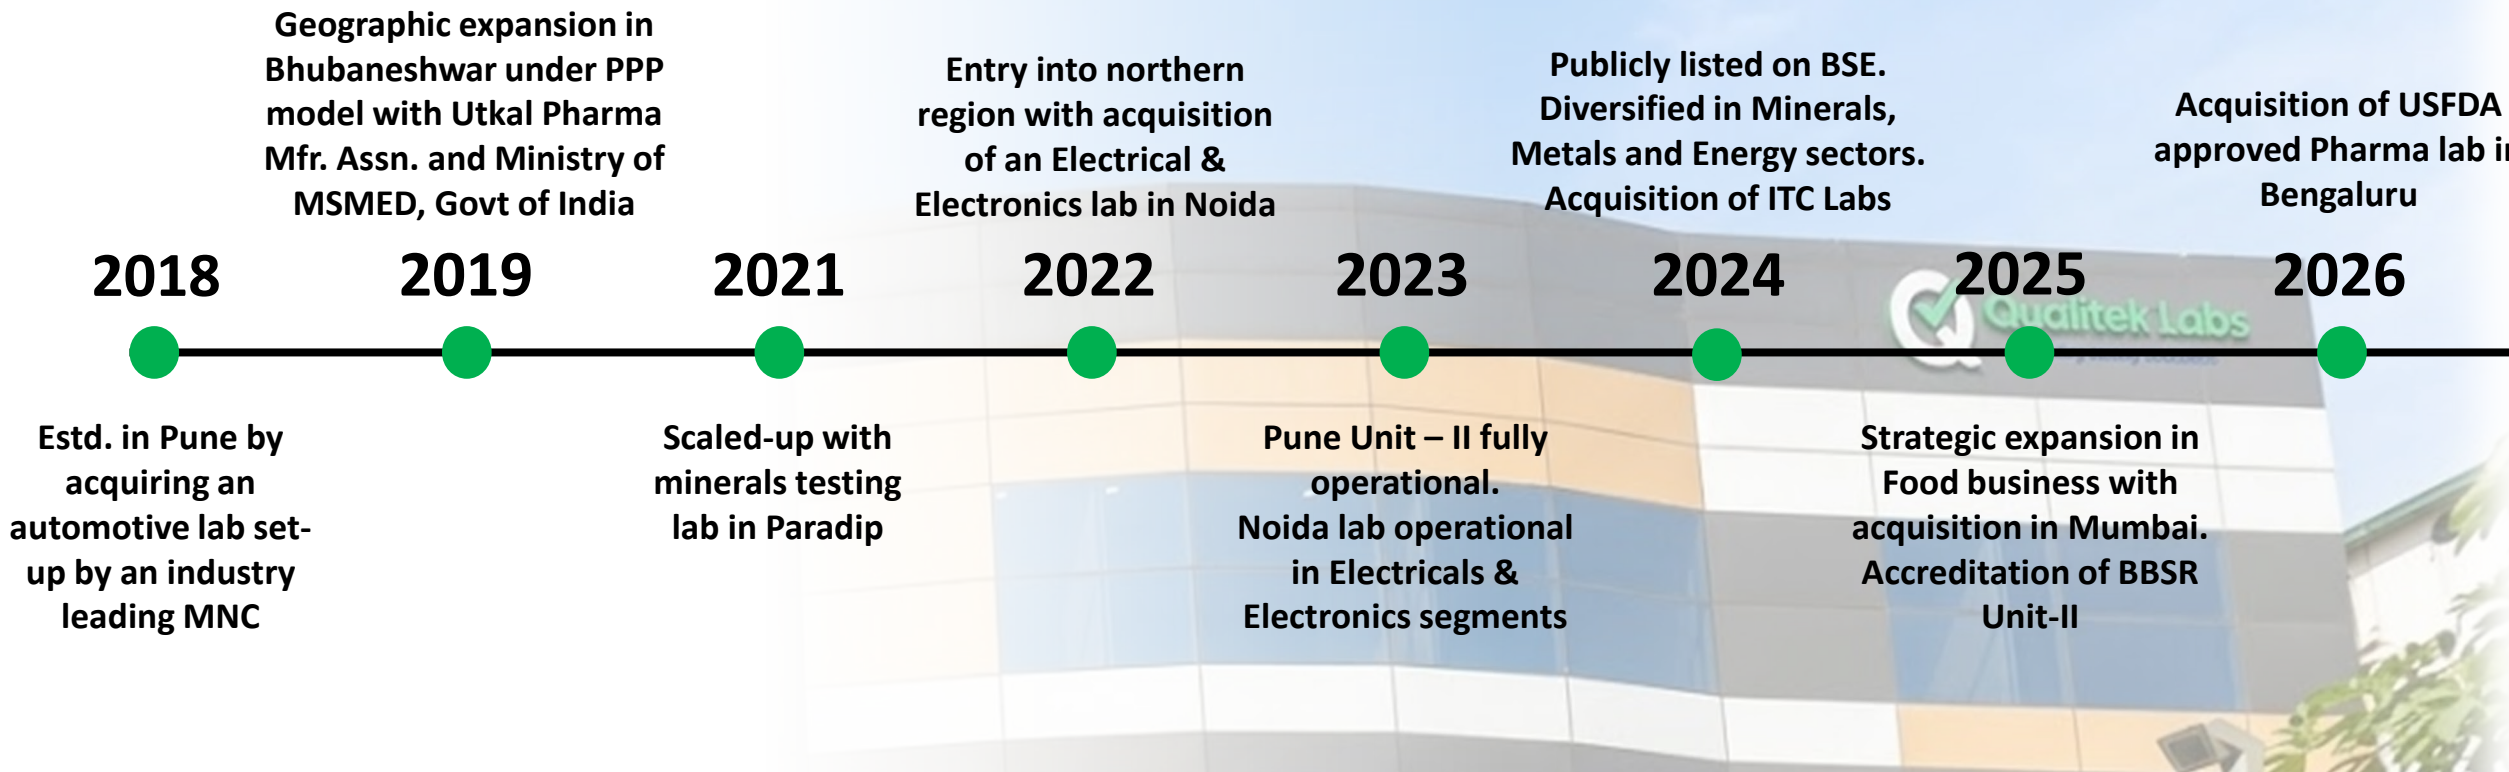 Geographic expansion in
Bhubaneshwar under PPP
model with Utkal Pharma
Mfr. Assn. and Ministry of
MSMED, Govt of India
Entry into northern
region with acquisition
of an Electrical &
Electronics lab in Noida
Publicly listed on BSE.
Diversified in Minerals,
Metals and Energy sectors.
Acquisition of ITC Labs
Acquisition of USFDA
approved Pharma lab in
Bengaluru
2018 2019 2021 2022 2023 2024 2025 2026
Qualitek Labs
Estd. in Pune by
acquiring an
automotive lab set-
up by an industry
leading MNC
Scaled-up with
minerals testing
lab in Paradip
Pune Unit – II fully
operational.
Noida lab operational
in Electricals &
Electronics segments
Strategic expansion in
Food business with
acquisition in Mumbai.
Accreditation of BBSR
Unit-II